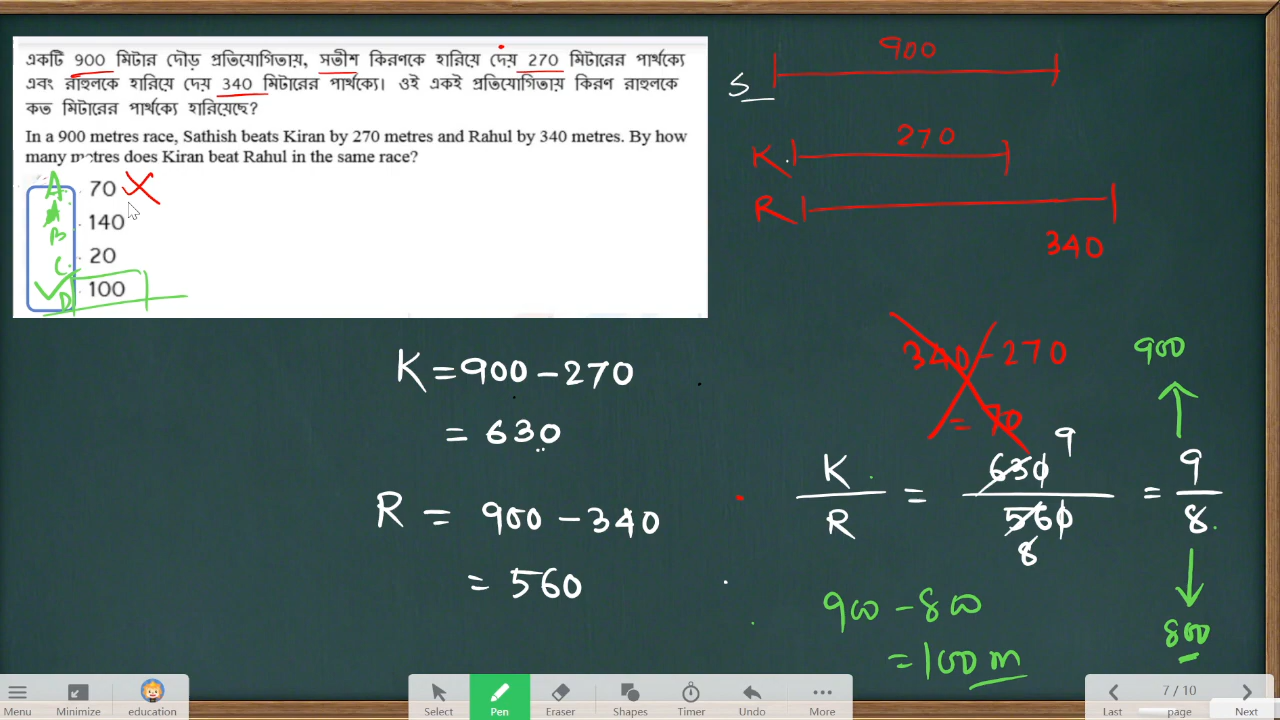 একটি 900 মিটার দৌড় প্রতিযোগিতায়, সতীশ কিরণকে হারিয়ে দেয় 270 মিটারের পার্থক্যে
এবং রাহুলকে হারিয়ে দেয় 340 মিটারের পার্থক্যে। ওই একই প্রতিযোগিতায় কিরণ রাহুলকে
কত মিটারের পার্থক্যে হারিয়েছে?
In a 900 metres race, Sathish beats Kiran by 270 metres and Rahul by 340 metres. By how
many metres does Kiran beat Rahul in the same race?
A 70
A 140
B
C 20
D 100
900
S
270
K
R
340
K = 900 - 270
= 630
R = 900 - 340
= 560
340 - 270
= 70
900
K/R = 630/560 = 9/8
9
8
800
900 - 800
= 100 m
Menu Minimize education Select Pen Eraser Shapes Timer Undo More Last page Next
7 / 10